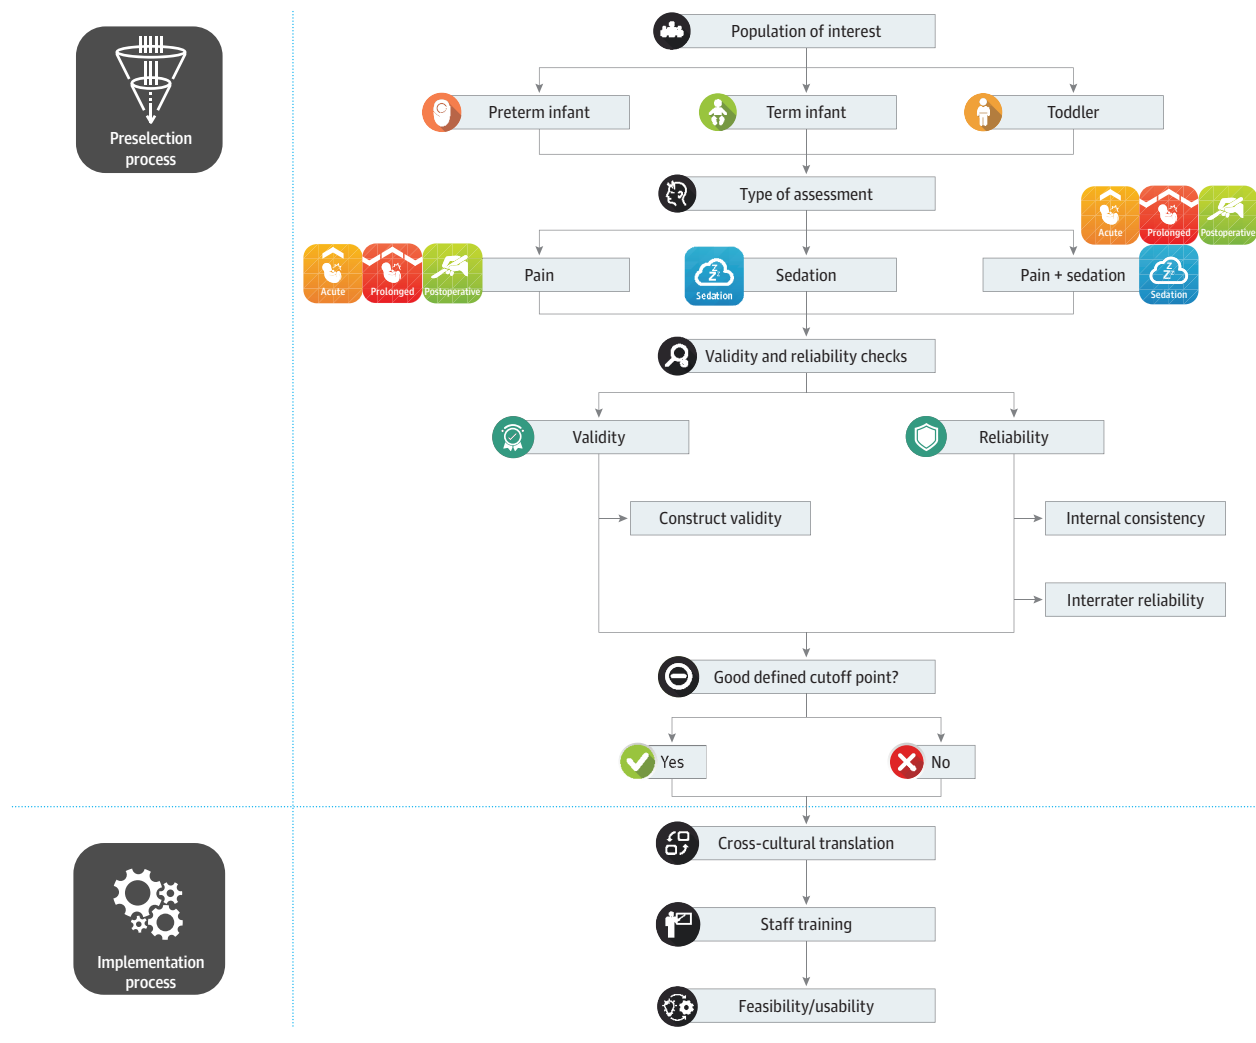 Preselection
process
Population of interest
Preterm infant
Term infant
Toddler
Type of assessment
Acute
Prolonged
Postoperative
Pain
Sedation
Sedation
Acute
Prolonged
Postoperative
Pain + sedation
Sedation
Validity and reliability checks
Validity
Reliability
Construct validity
Internal consistency
Interrater reliability
Good defined cutoff point?
Yes
No
Implementation
process
Cross-cultural translation
Staff training
Feasibility/usability